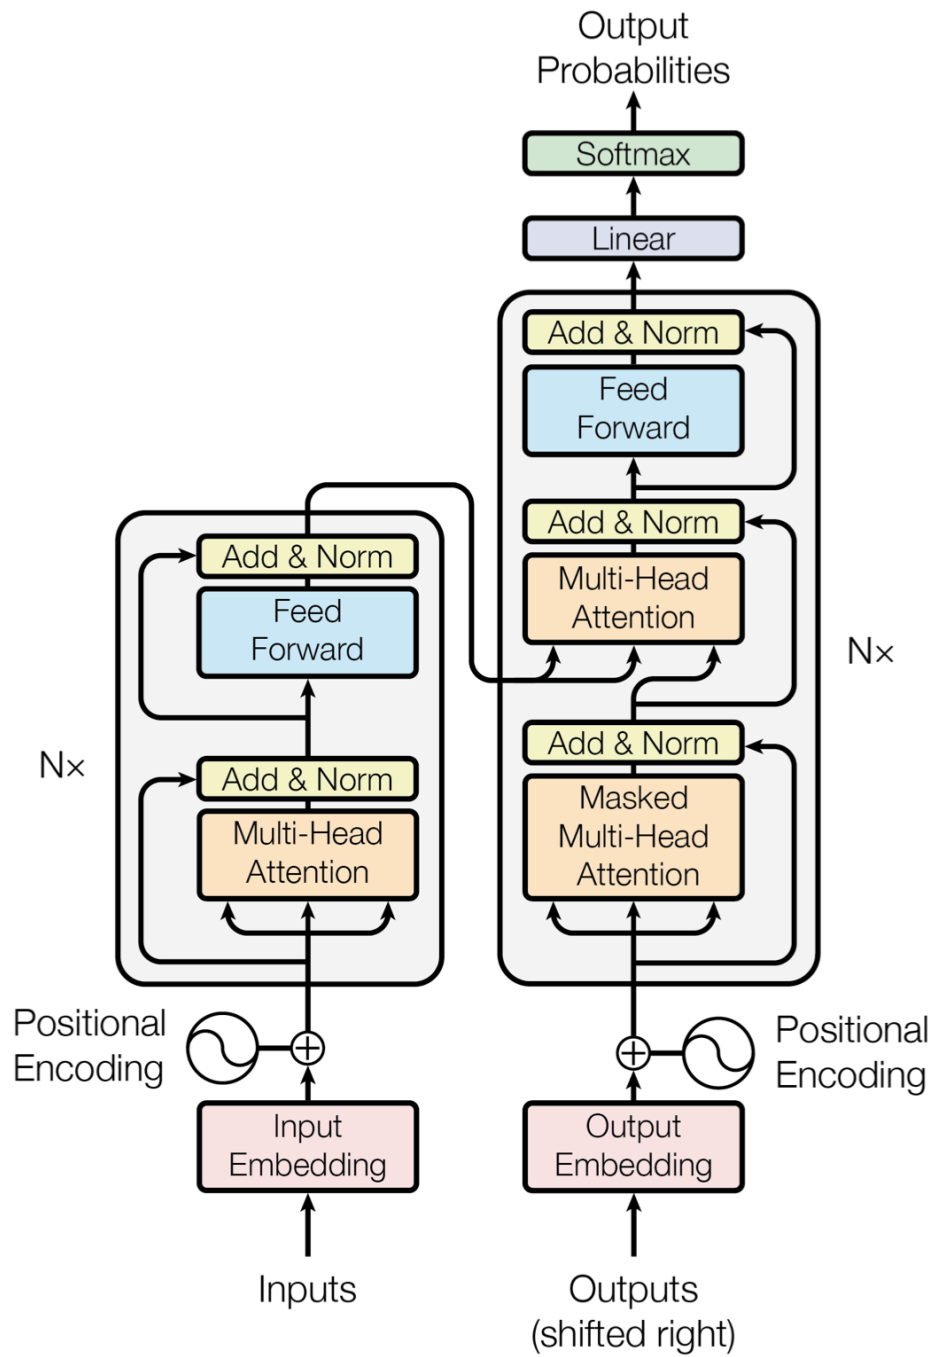 Output
Probabilities
Softmax
Linear
Add & Norm
Feed
Forward
Add & Norm
Multi-Head
Attention
Nx
Add & Norm
Masked
Multi-Head
Attention
Add & Norm
Feed
Forward
Nx
Add & Norm
Multi-Head
Attention
Positional
Encoding
Positional
Encoding
Input
Embedding
Output
Embedding
Inputs
Outputs
(shifted right)